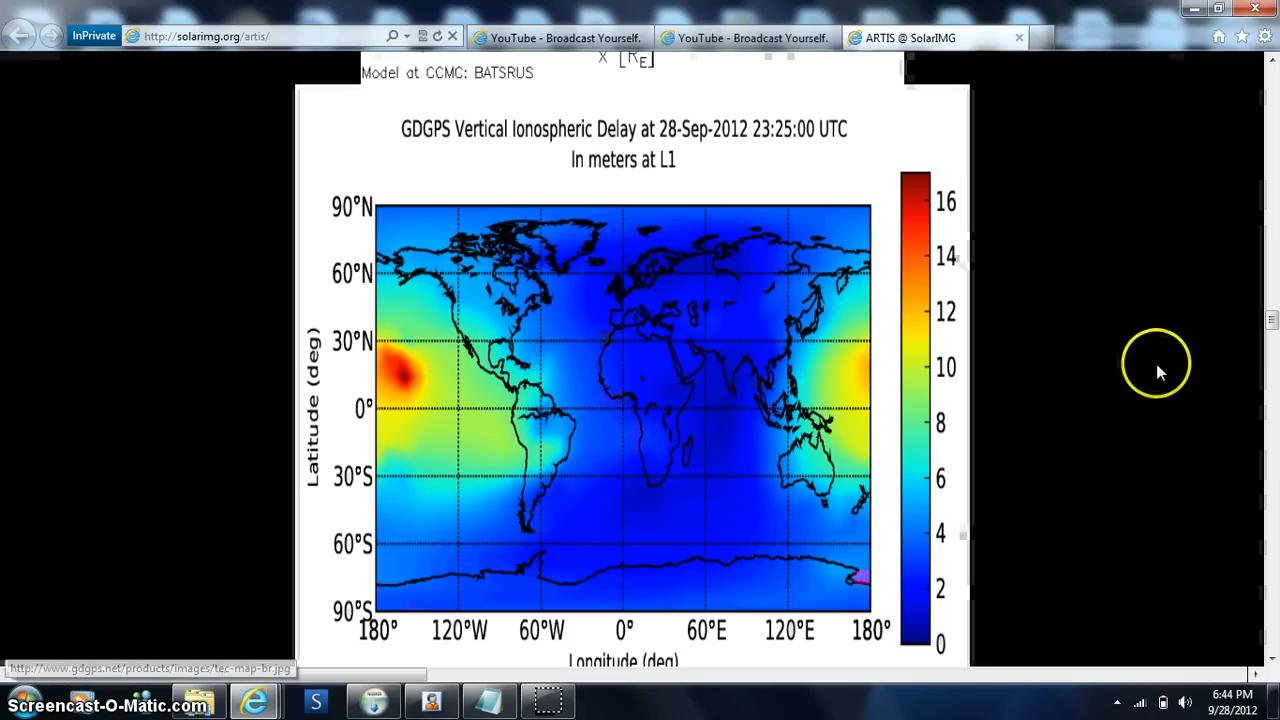 InPrivate
http://solarimg.org/artis/
YouTube - Broadcast Yourself.
YouTube - Broadcast Yourself.
ARTIS @ SolarIMG
X [RE]
Model at CCMC: BATSRUS
GDGPS Vertical Ionospheric Delay at 28-Sep-2012 23:25:00 UTC
In meters at L1
90°N
60°N
30°N
0°
30°S
60°S
90°S
Latitude (deg)
180°
120°W
60°W
0°
60°E
120°E
180°
Longitude (deg)
16
14
12
10
8
6
4
2
0
http://www.gdgps.net/products/images/tec-map-br.jpg
S
6:44 PM
9/28/2012
Screencast-O-Matic.com